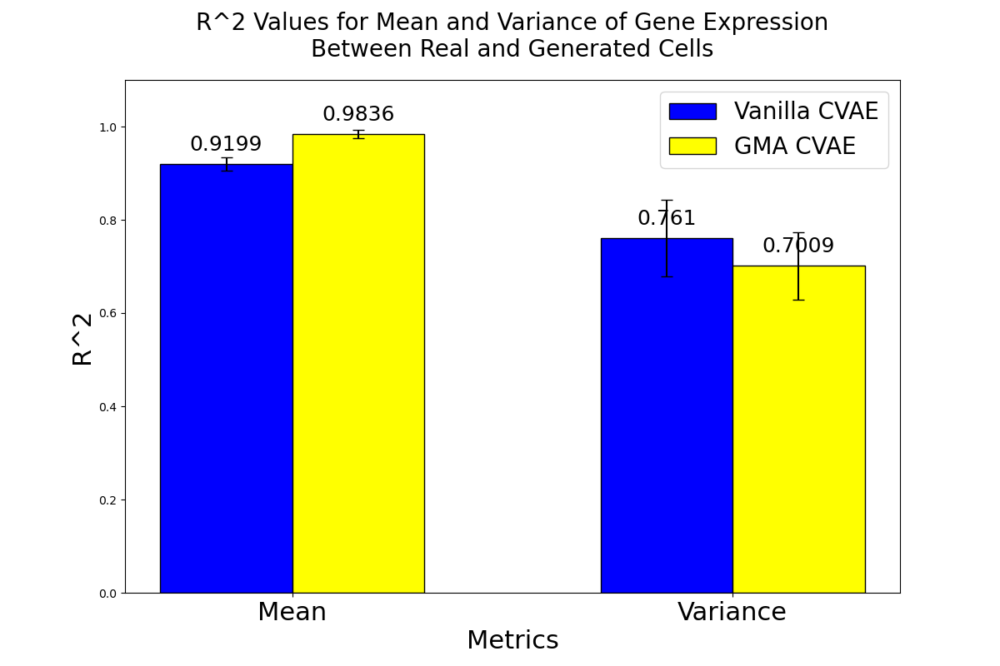 R^2 Values for Mean and Variance of Gene Expression
Between Real and Generated Cells
Vanilla CVAE
GMA CVAE
0.9199
0.9836
0.761
0.7009
1.0
0.8
0.6
0.4
0.2
0.0
R^2
Mean
Variance
Metrics